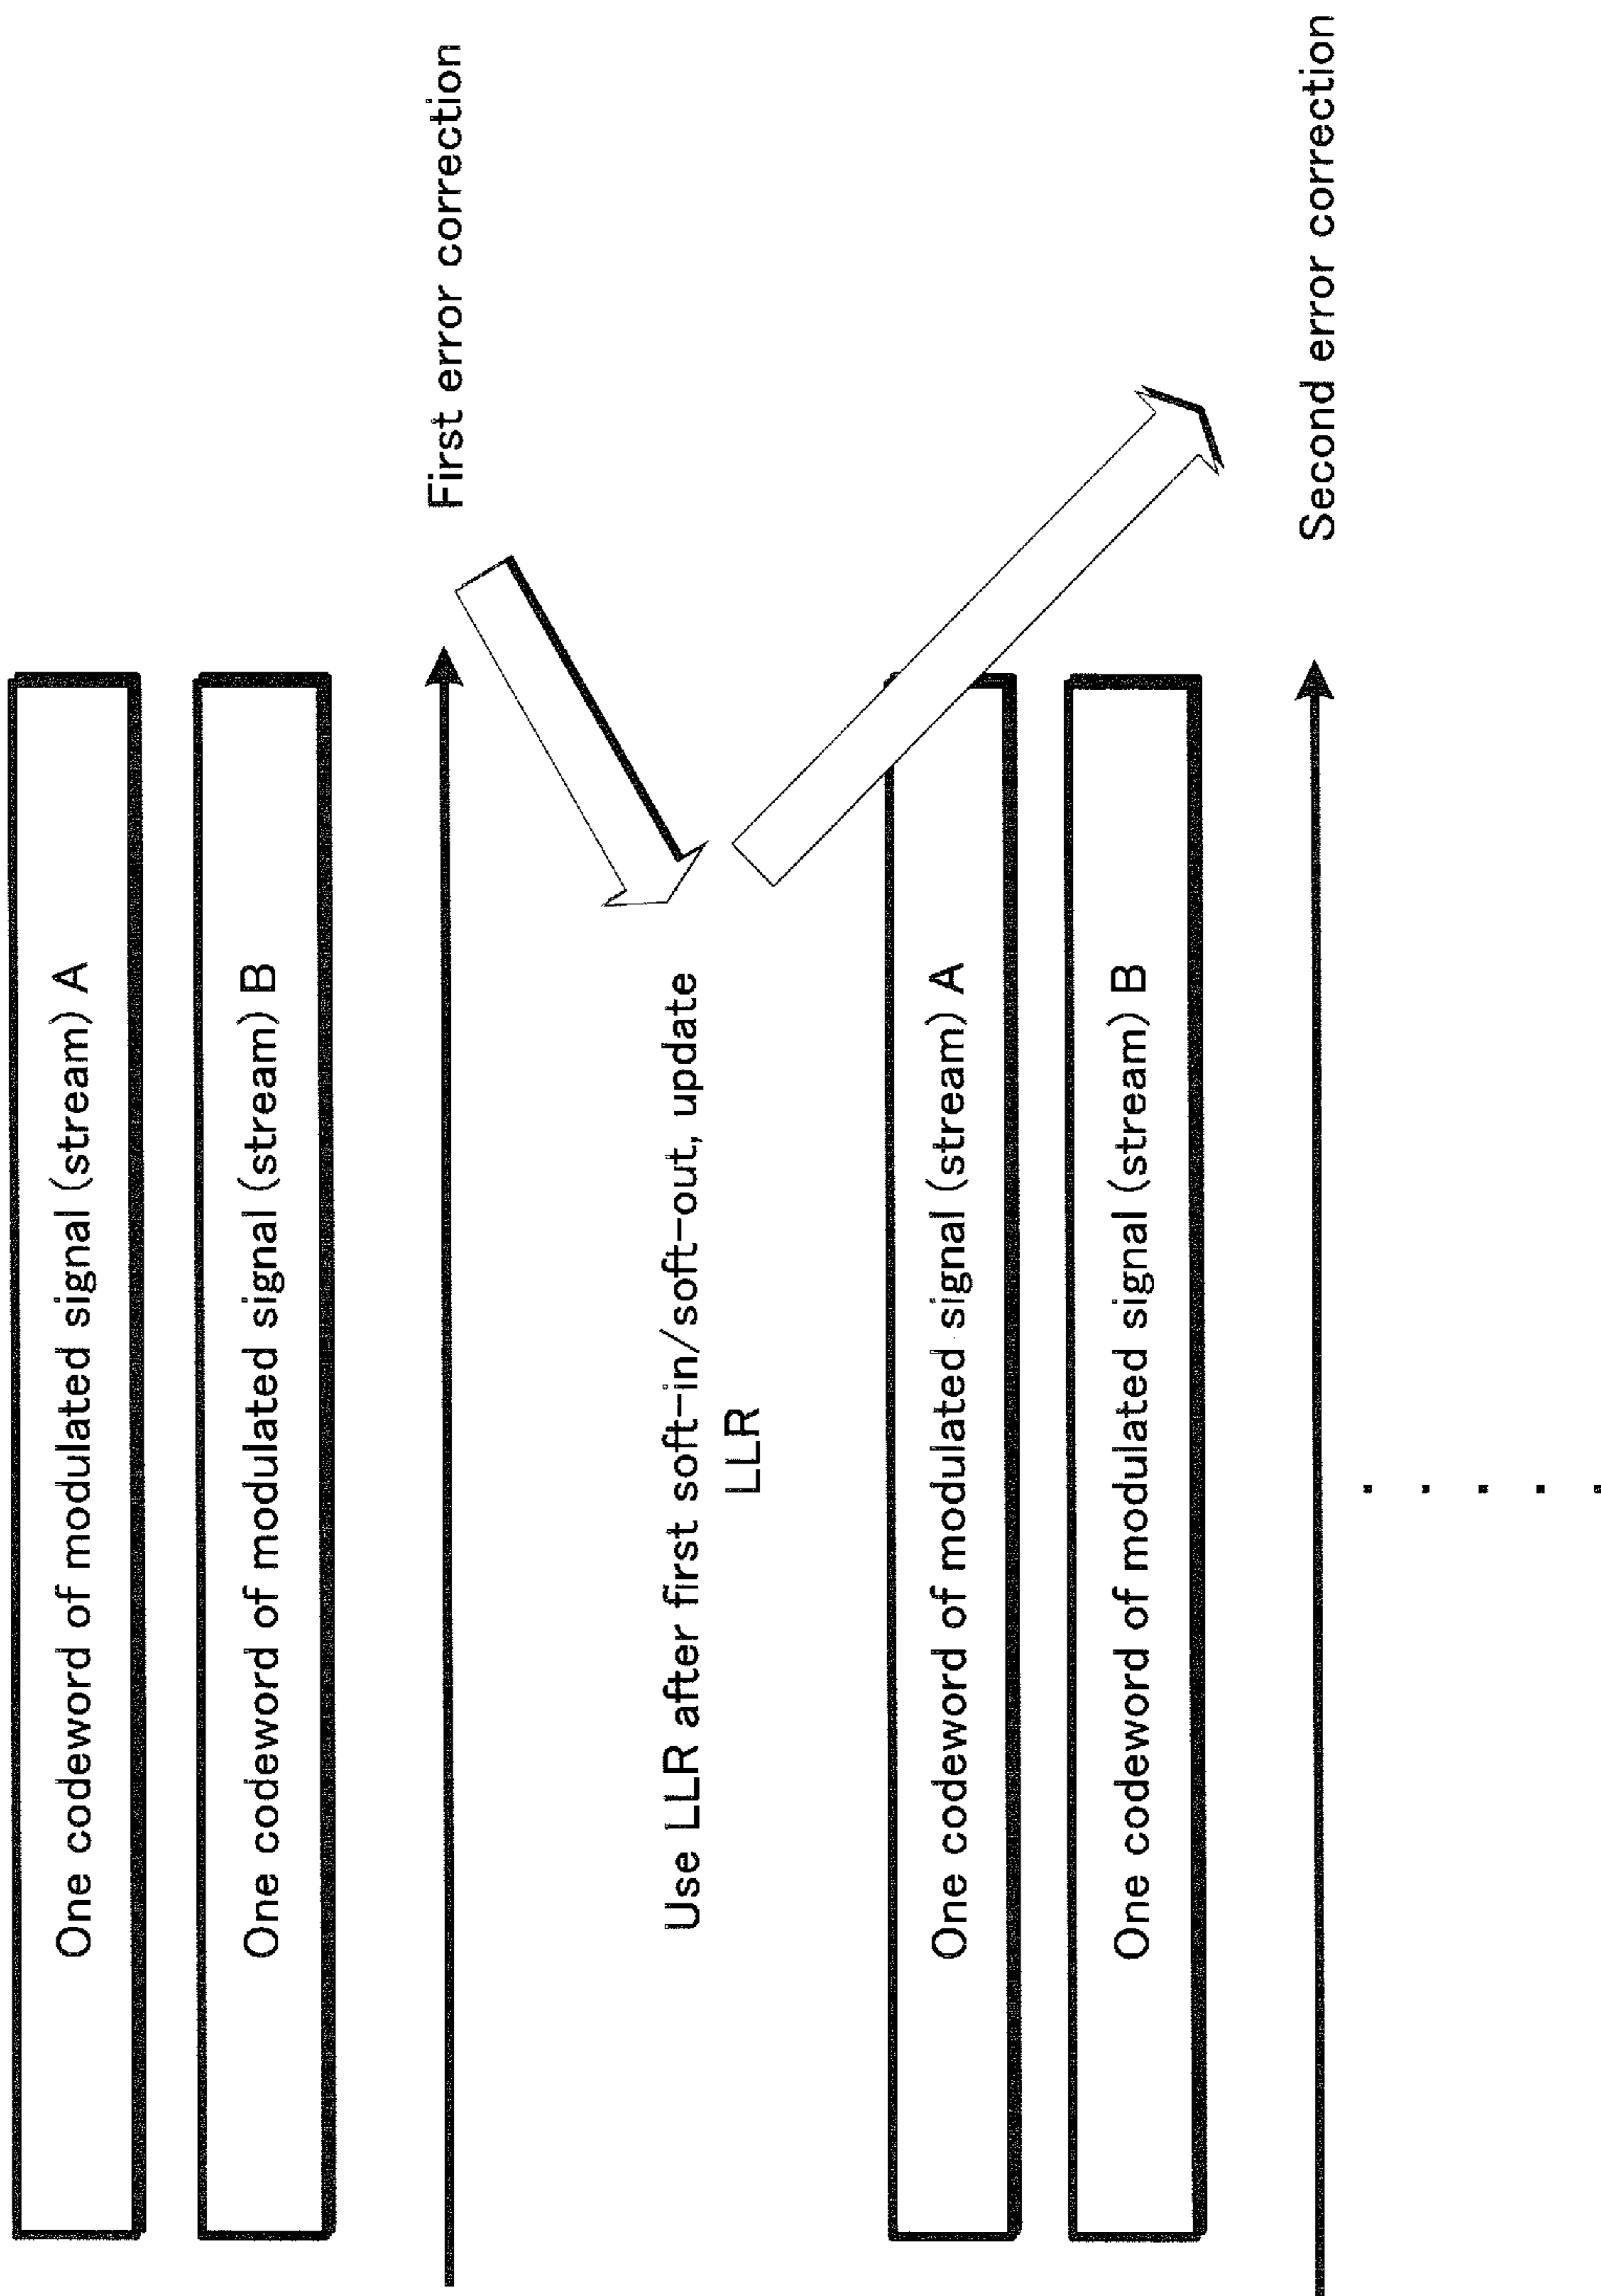 One codeword of modulated signal (stream) A
One codeword of modulated signal (stream) B
First error correction
Use LLR after first soft-in/soft-out, update
LLR
One codeword of modulated signal (stream) A
One codeword of modulated signal (stream) B
Second error correction